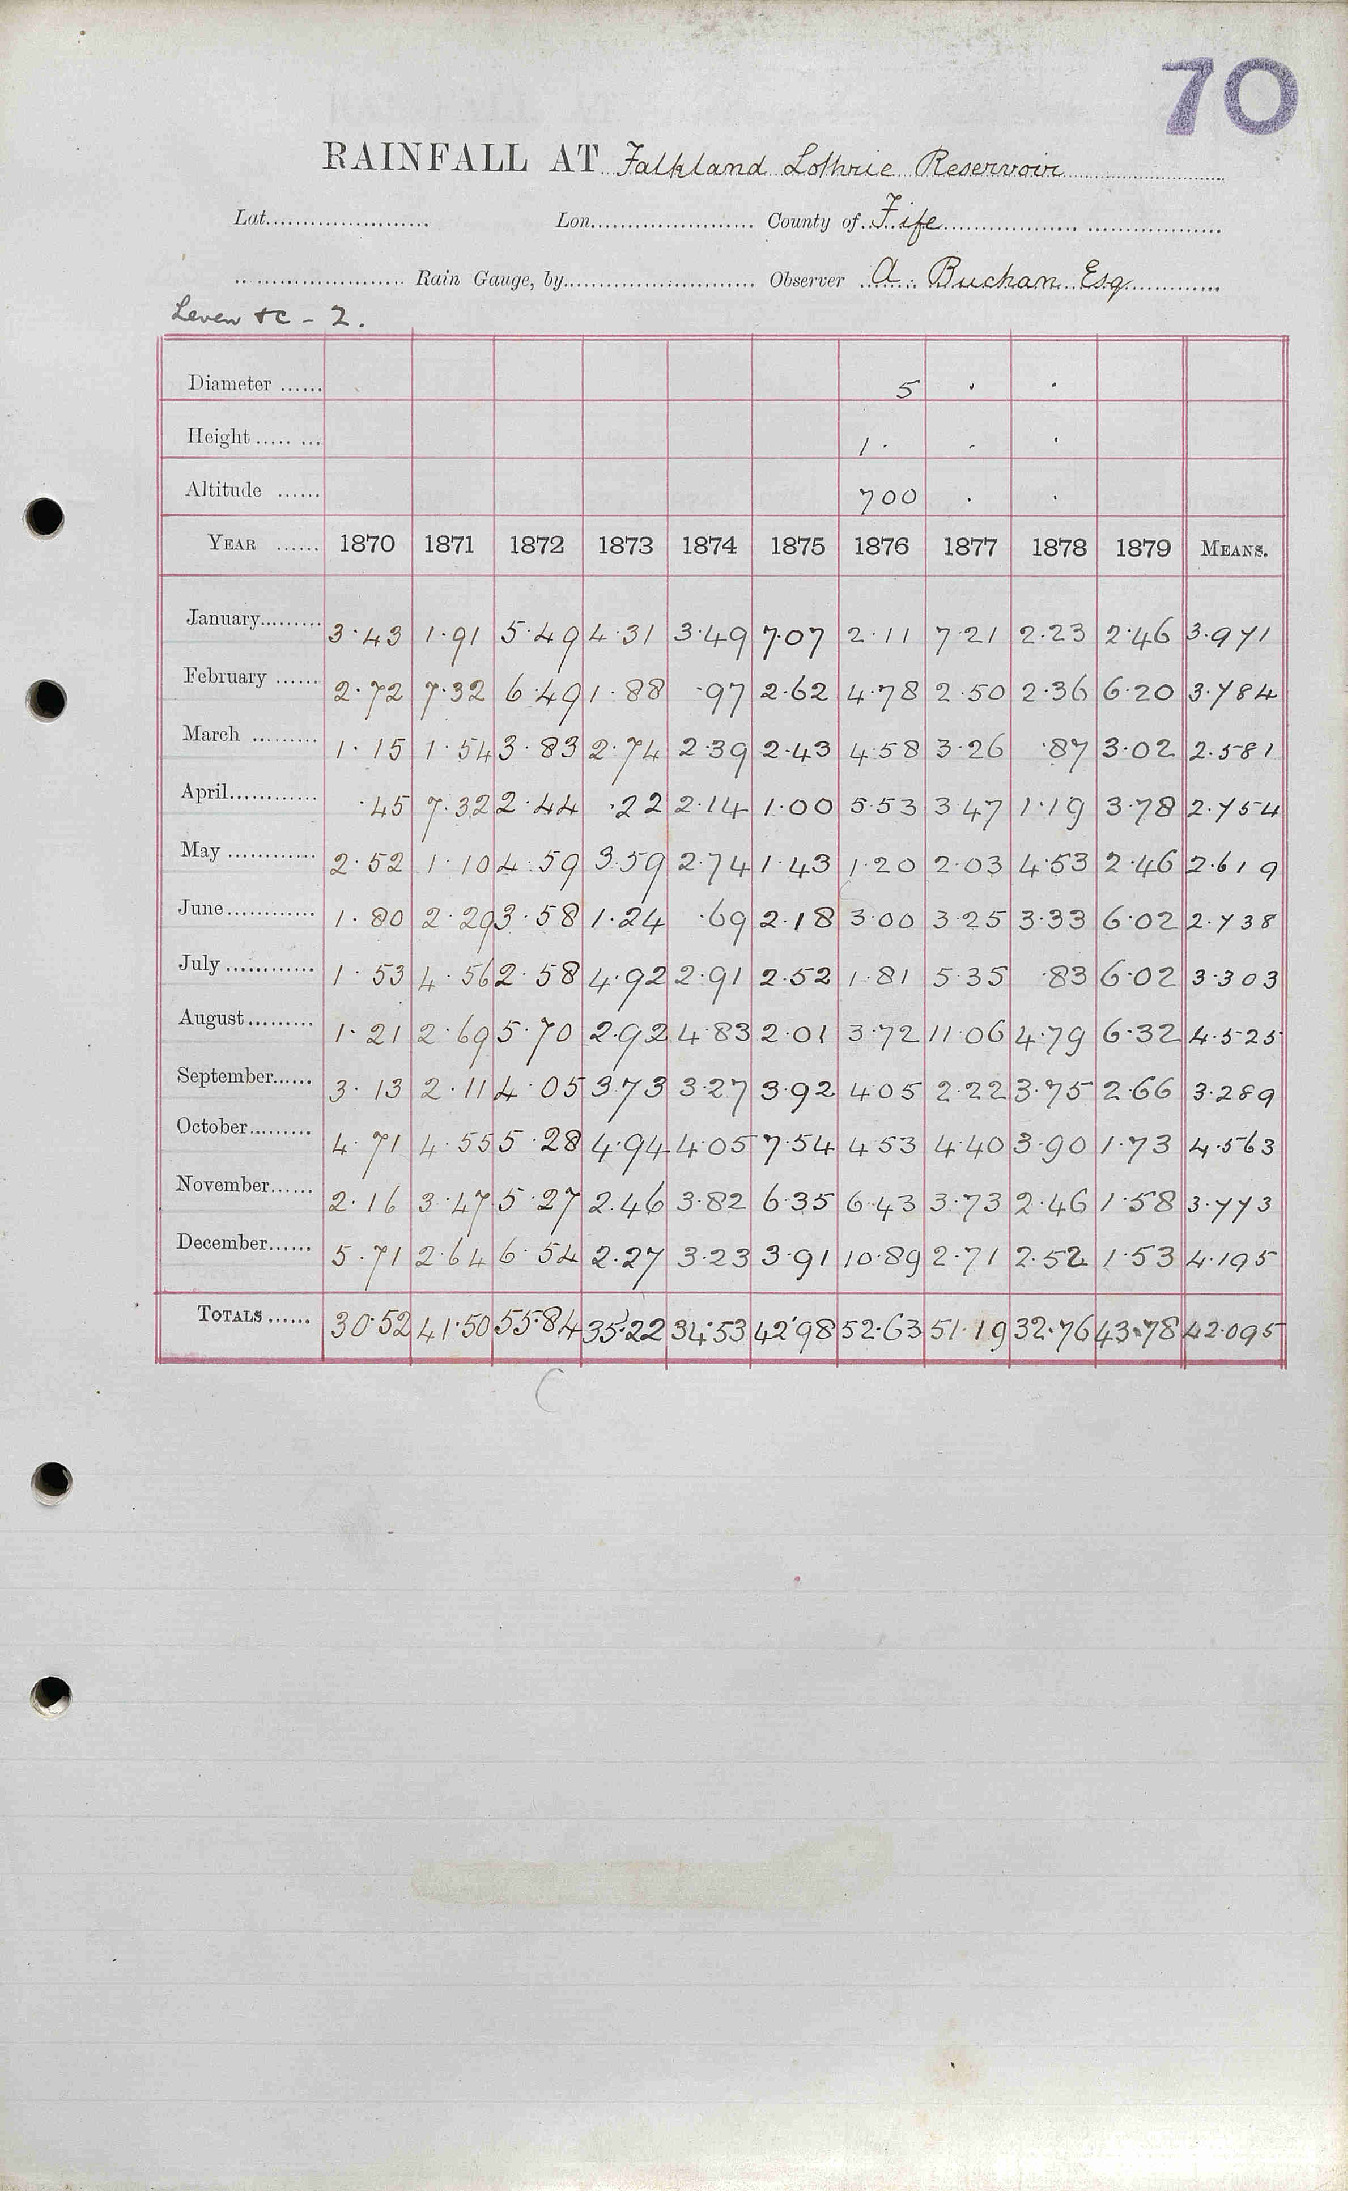 70
RAINFALL AT Falkland Lothrie Reservoir
Lat. Lon. County of Fife
Rain Gauge, by Observer A. Buchan Esq.
Leven &c - 2.
Diameter ...... 5 · ·
Height ........ 1· · ·
Altitude ...... 700 · ·
YEAR ...... 1870 1871 1872 1873 1874 1875 1876 1877 1878 1879 MEANS.
January......... 3·43 1·91 5·49 4·31 3·49 7·07 2·11 7·21 2·23 2·46 3·971
February ...... 2·72 7·32 6·49 1·88 ·97 2·62 4·78 2·50 2·36 6·20 3·784
March ......... 1·15 1·54 3·83 2·74 2·39 2·43 4·58 3·26 ·87 3·02 2·581
April............ ·45 7·32 2·44 ·22 2·14 1·00 5·53 3·47 1·19 3·78 2·754
May ............ 2·52 1·10 4·59 3·59 2·74 1·43 1·20 2·03 4·53 2·46 2·619
June............ 1·80 2·29 3·58 1·24 ·69 2·18 3·00 3·25 3·33 6·02 2·738
July ............ 1·53 4·56 2·58 4·92 2·91 2·52 1·81 5·35 ·83 6·02 3·303
August......... 1·21 2·69 5·70 2·92 4·83 2·01 3·72 11·06 4·79 6·32 4·525
September...... 3·13 2·11 4·05 3·73 3·27 3·92 4·05 2·22 3·75 2·66 3·289
October......... 4·71 4·55 5·28 4·94 4·05 7·54 4·53 4·40 3·90 1·73 4·563
November...... 2·16 3·47 5·27 2·46 3·82 6·35 6·43 3·73 2·46 1·58 3·773
December...... 5·71 2·64 6·54 2·27 3·23 3·91 10·89 2·71 2·52 1·53 4·195
TOTALS ...... 30·52 41·50 55·84 35·22 34·53 42·98 52·63 51·19 32·76 43·78 42·095